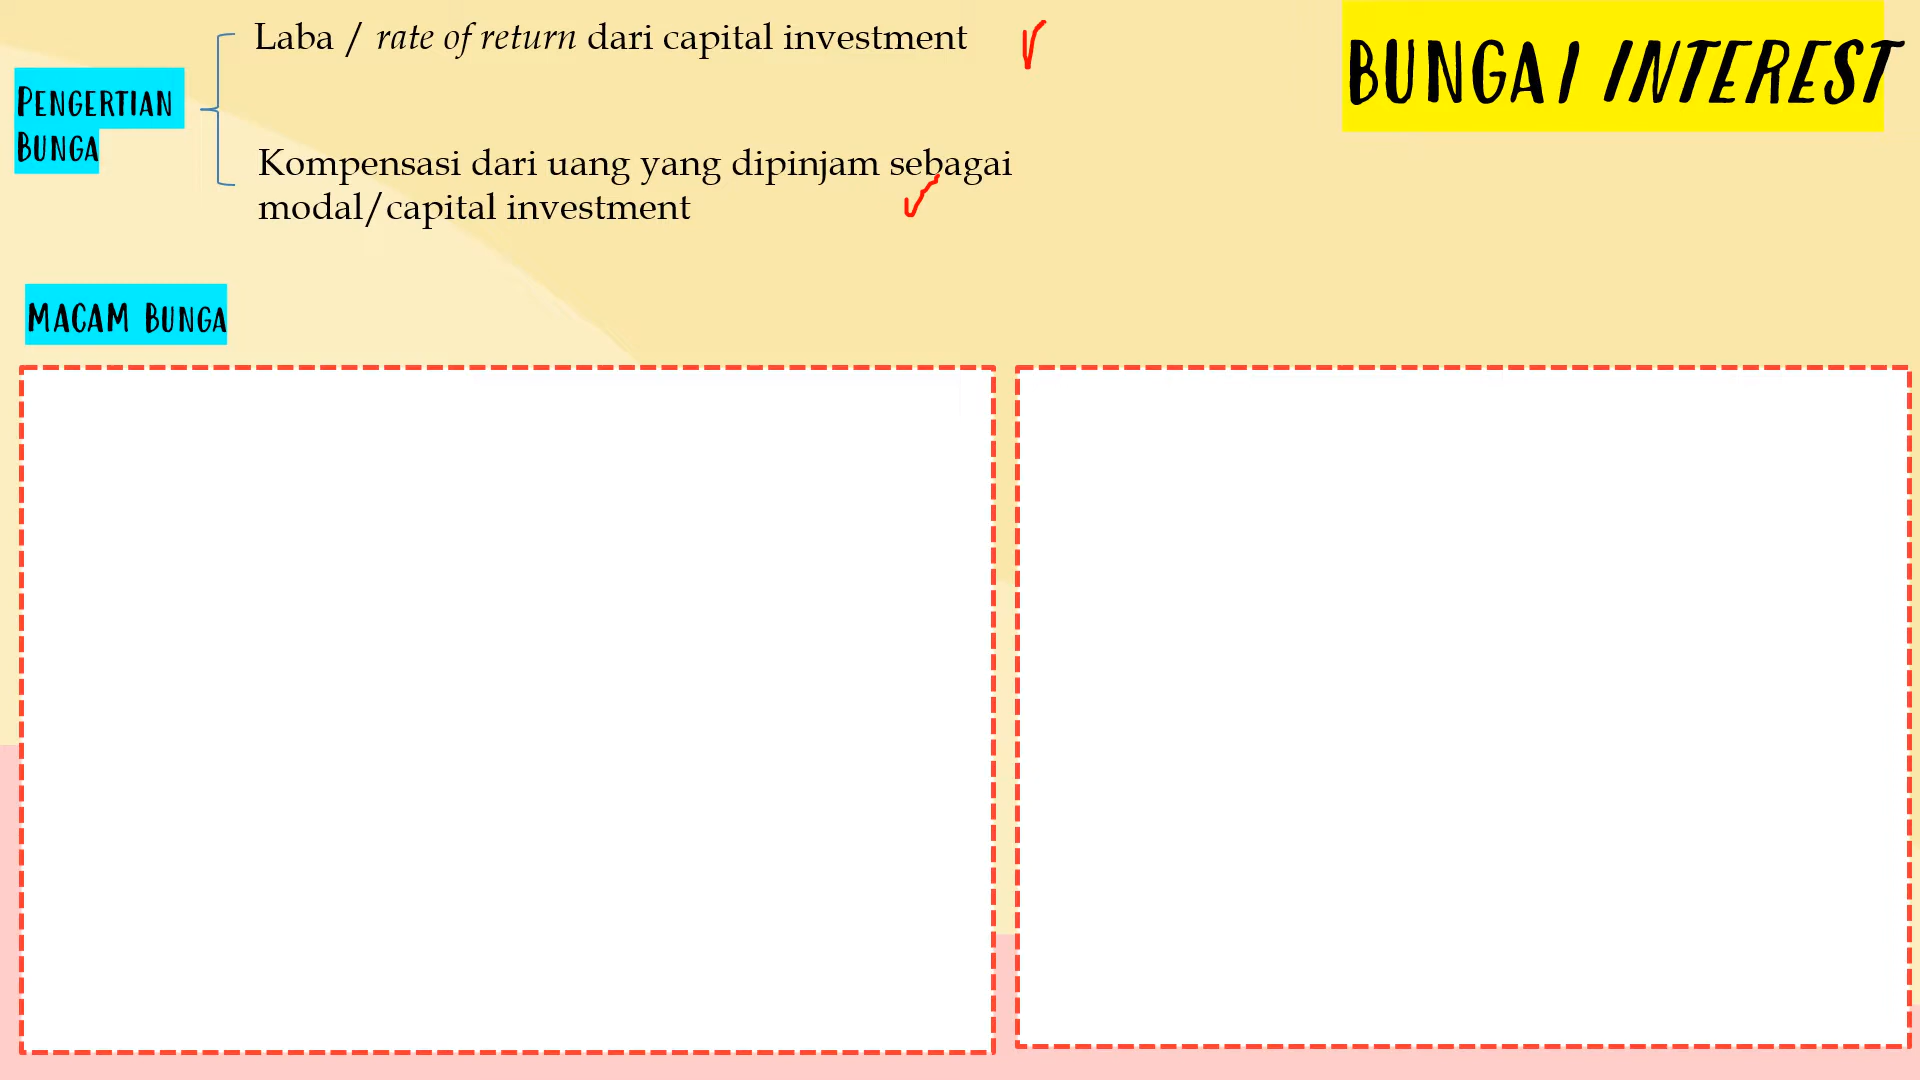 BUNGA/ INTEREST
Laba / rate of return dari capital investment
PENGERTIAN
BUNGA
Kompensasi dari uang yang dipinjam sebagai
modal/capital investment
MACAM BUNGA